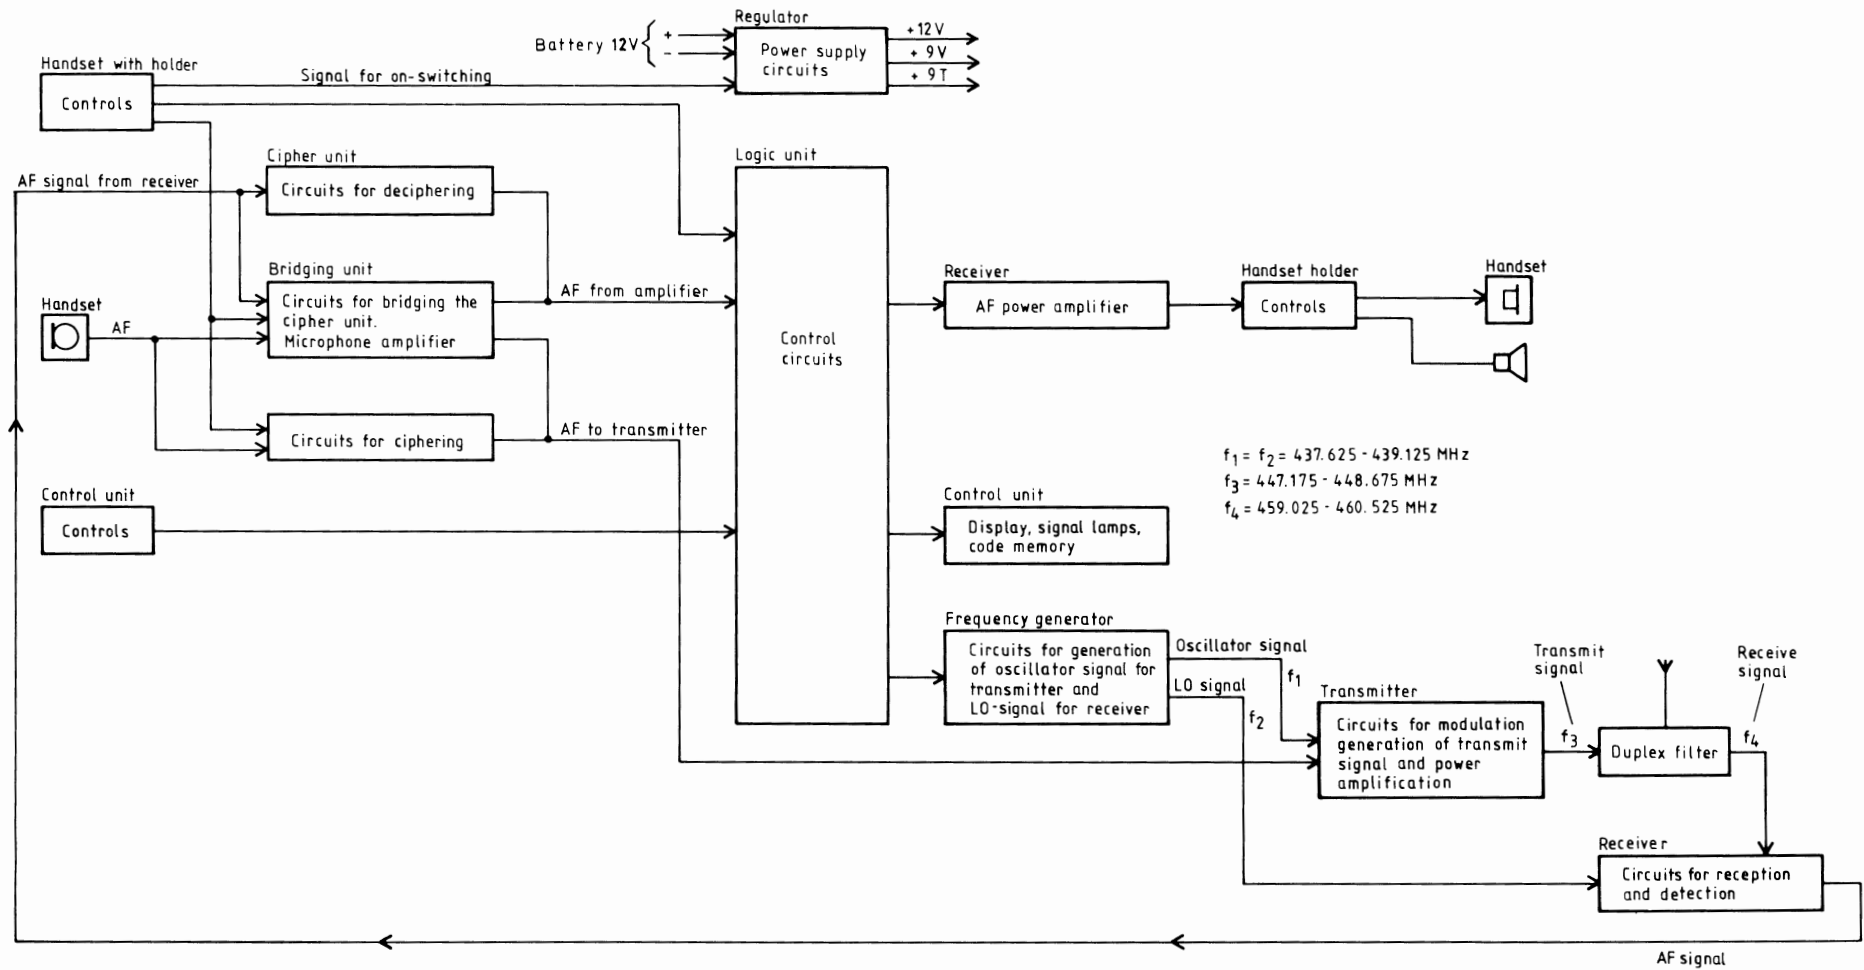 Regulator
Battery 12V
+
-
Power supply
circuits
+12V
+ 9V
+ 9T
Handset with holder
Controls
Signal for on-switching
Cipher unit
Circuits for deciphering
AF signal from receiver
Logic unit
Control
circuits
Bridging unit
Circuits for bridging the
cipher unit.
Microphone amplifier
AF from amplifier
Handset
AF
Circuits for ciphering
AF to transmitter
Control unit
Controls
Receiver
AF power amplifier
Handset holder
Controls
Handset
f1 = f2 = 437.625 - 439.125 MHz
f3 = 447.175 - 448.675 MHz
f4 = 459.025 - 460.525 MHz
Control unit
Display, signal lamps,
code memory
Frequency generator
Circuits for generation
of oscillator signal for
transmitter and
LO-signal for receiver
Oscillator signal
f1
LO signal
f2
Transmitter
Circuits for modulation
generation of transmit
signal and power
amplification
Transmit
signal
f3
Duplex filter
Receive
signal
f4
Receiver
Circuits for reception
and detection
AF signal